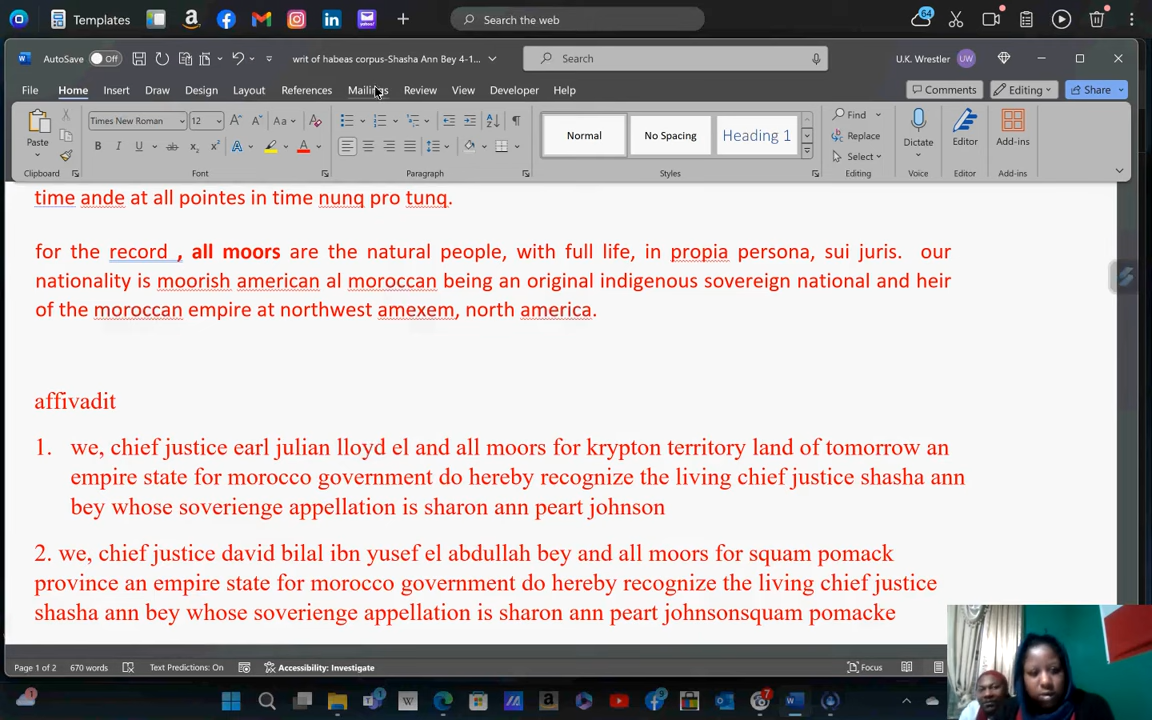 Templates
Search the web
64
AutoSave Off
writ of habeas corpus-Shasha Ann Bey 4-1...
Search
U.K. Wrestler UW
File Home Insert Draw Design Layout References Mailings Review View Developer Help
Comments Editing Share
Paste
Times New Roman 12
Normal No Spacing Heading 1
Find
Replace
Select
Dictate Editor Add-ins
Font Paragraph Styles Editing Voice Editor Add-ins
time ande at all pointes in time nunq pro tunq.
for the record , all moors are the natural people, with full life, in propia persona, sui juris. our
nationality is moorish american al moroccan being an original indigenous sovereign national and heir
of the moroccan empire at northwest amexem, north america.
affivadit
1. we, chief justice earl julian lloyd el and all moors for krypton territory land of tomorrow an
empire state for morocco government do hereby recognize the living chief justice shasha ann
bey whose soverienge appellation is sharon ann peart johnson
2. we, chief justice david bilal ibn yusef el abdullah bey and all moors for squam pomack
province an empire state for morocco government do hereby recognize the living chief justice
shasha ann bey whose soverienge appellation is sharon ann peart johnsonsquam pomacke
Page 1 of 2 670 words Text Predictions: On Accessibility: Investigate Focus